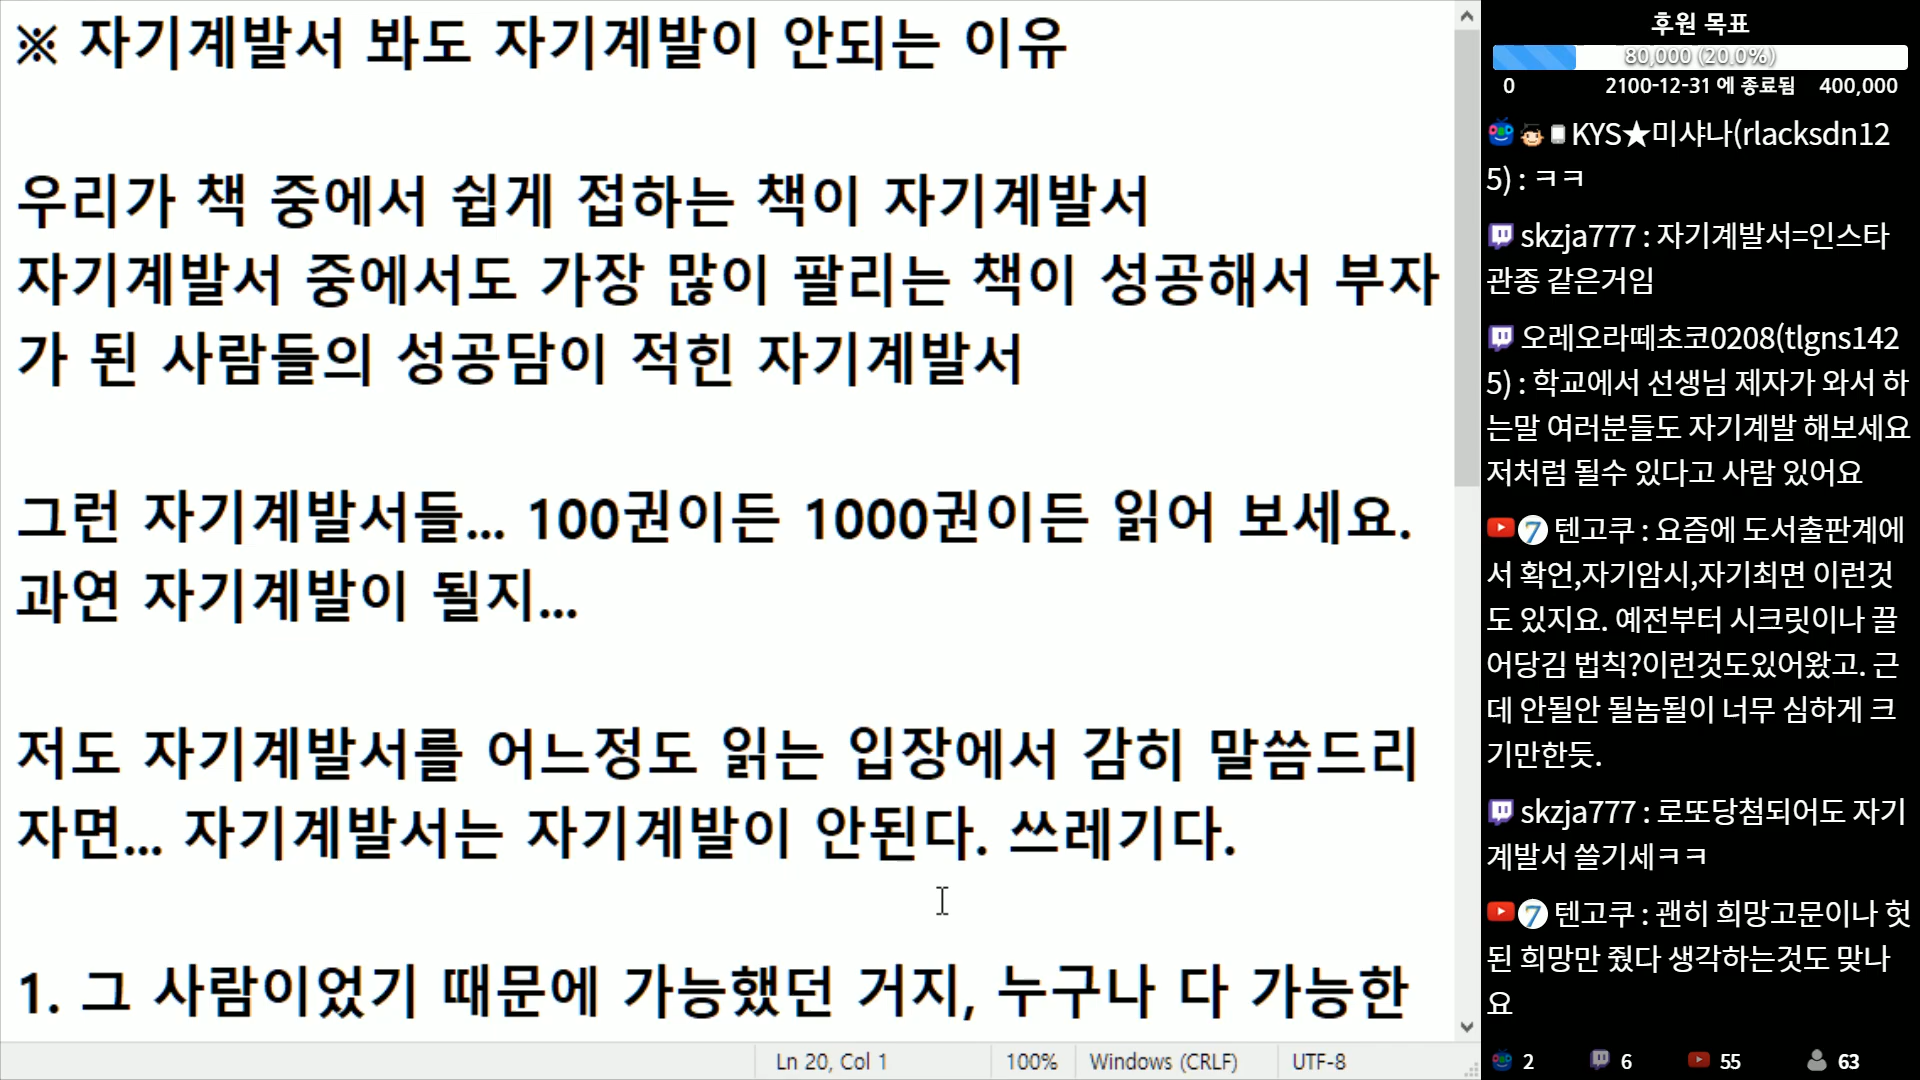 ※ 자기계발서 봐도 자기계발이 안되는 이유
우리가 책 중에서 쉽게 접하는 책이 자기계발서
자기계발서 중에서도 가장 많이 팔리는 책이 성공해서 부자
가 된 사람들의 성공담이 적힌 자기계발서
그런 자기계발서들... 100권이든 1000권이든 읽어 보세요.
과연 자기계발이 될지...
저도 자기계발서를 어느정도 읽는 입장에서 감히 말씀드리
자면... 자기계발서는 자기계발이 안된다. 쓰레기다.
1. 그 사람이었기 때문에 가능했던 거지, 누구나 다 가능한
Ln 20, Col 1
100%
Windows (CRLF)
UTF-8
후원 목표
80,000 (20.0%)
0 2100-12-31 에 종료됨 400,000
KYS★미샤나(rlacksdn12
5) : ㅋㅋ
skzja777 : 자기계발서=인스타
관종 같은거임
오레오라떼초코0208(tlgns142
5) : 학교에서 선생님 제자가 와서 하
는말 여러분들도 자기계발 해보세요
저처럼 될수 있다고 사람 있어요
7 텐고쿠 : 요즘에 도서출판계에
서 확언,자기암시,자기최면 이런것
도 있지요. 예전부터 시크릿이나 끌
어당김 법칙?이런것도있어왔고. 근
데 안될안 될놈될이 너무 심하게 크
기만한듯.
skzja777 : 로또당첨되어도 자기
계발서 쓸기세ㅋㅋ
7 텐고쿠 : 괜히 희망고문이나 헛
된 희망만 줬다 생각하는것도 맞나
요
2 6 55 63